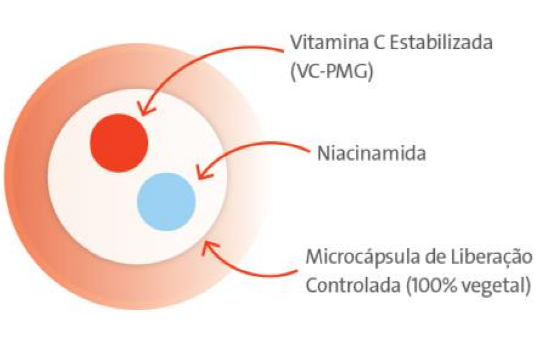 Vitamina C Estabilizada
(VC-PMG)
Niacinamida
Microcápsula de Liberação
Controlada (100% vegetal)